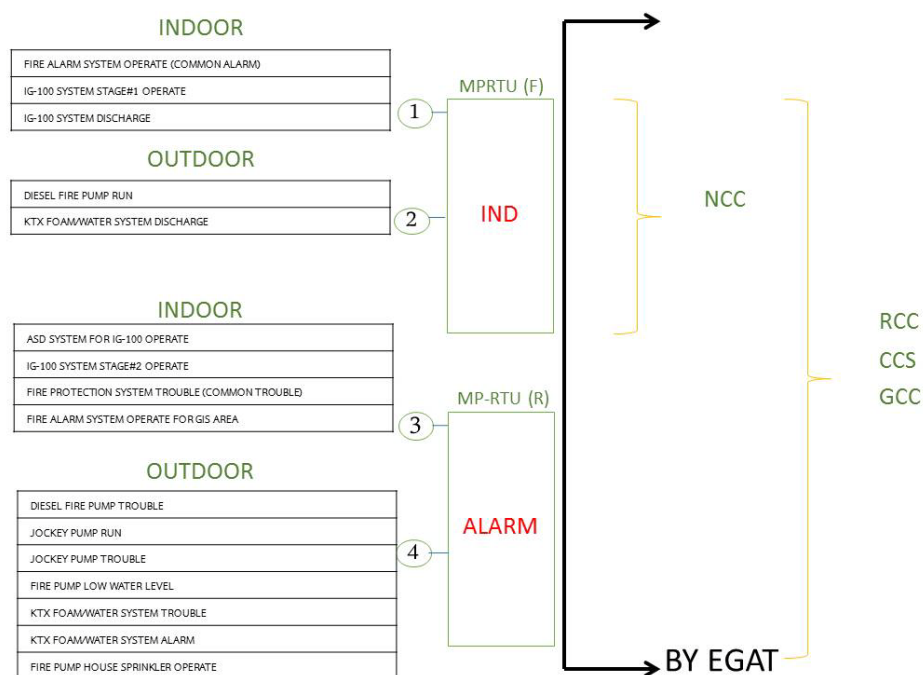 INDOOR
FIRE ALARM SYSTEM OPERATE (COMMON ALARM)
IG-100 SYSTEM STAGE#1 OPERATE
IG-100 SYSTEM DISCHARGE
1
MPRTU (F)
OUTDOOR
DIESEL FIRE PUMP RUN
KTX FOAM/WATER SYSTEM DISCHARGE
2
IND
NCC
INDOOR
ASD SYSTEM FOR IG-100 OPERATE
IG-100 SYSTEM STAGE#2 OPERATE
FIRE PROTECTION SYSTEM TROUBLE (COMMON TROUBLE)
FIRE ALARM SYSTEM OPERATE FOR GIS AREA
3
MP-RTU (R)
RCC
CCS
GCC
OUTDOOR
DIESEL FIRE PUMP TROUBLE
JOCKEY PUMP RUN
JOCKEY PUMP TROUBLE
FIRE PUMP LOW WATER LEVEL
KTX FOAM/WATER SYSTEM TROUBLE
KTX FOAM/WATER SYSTEM ALARM
FIRE PUMP HOUSE SPRINKLER OPERATE
4
ALARM
BY EGAT